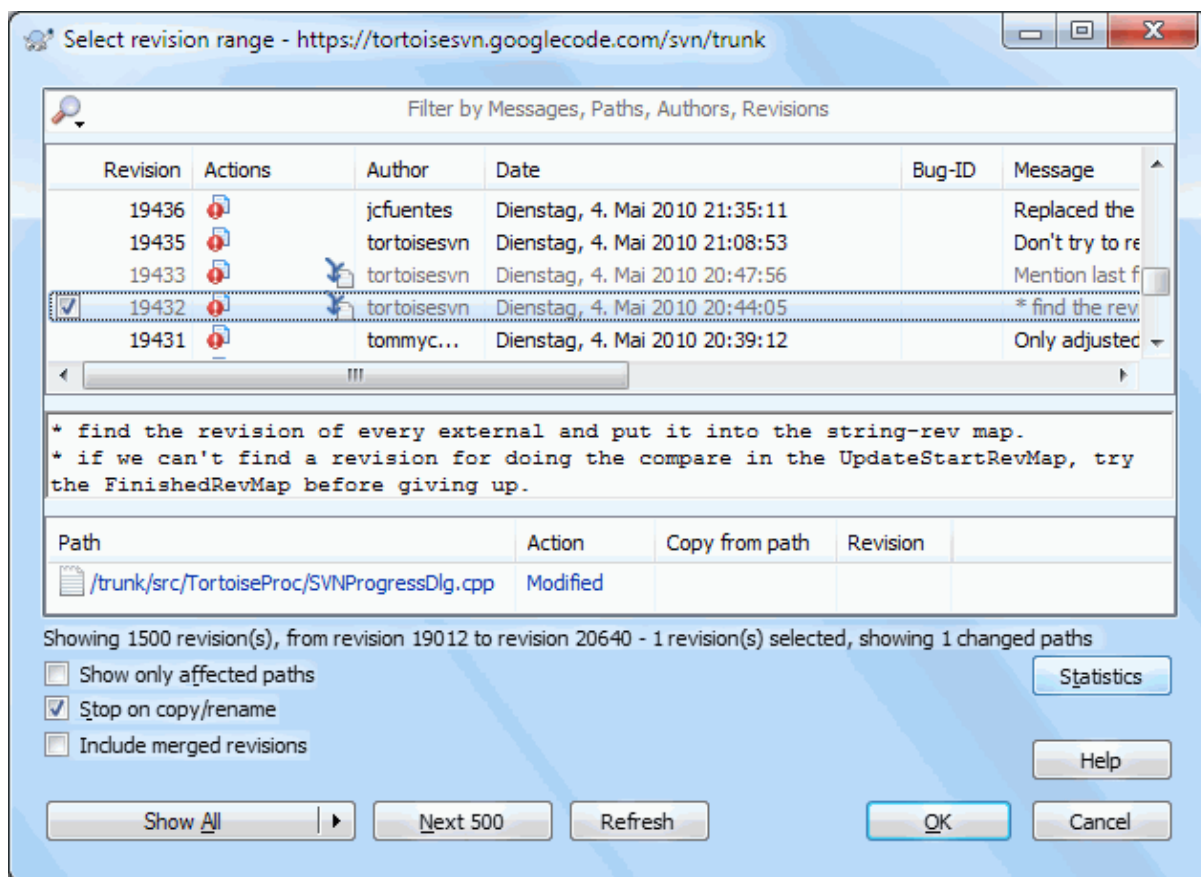 Select revision range - https://tortoisesvn.googlecode.com/svn/trunk
Filter by Messages, Paths, Authors, Revisions
Revision Actions Author Date Bug-ID Message
19436 jcfuentes Dienstag, 4. Mai 2010 21:35:11 Replaced the
19435 tortoisesvn Dienstag, 4. Mai 2010 21:08:53 Don't try to re
19433 tortoisesvn Dienstag, 4. Mai 2010 20:47:56 Mention last f
19432 tortoisesvn Dienstag, 4. Mai 2010 20:44:05 * find the rev
19431 tommyc... Dienstag, 4. Mai 2010 20:39:12 Only adjusted
* find the revision of every external and put it into the string-rev map.
* if we can't find a revision for doing the compare in the UpdateStartRevMap, try
the FinishedRevMap before giving up.
Path Action Copy from path Revision
/trunk/src/TortoiseProc/SVNProgressDlg.cpp Modified
Showing 1500 revision(s), from revision 19012 to revision 20640 - 1 revision(s) selected, showing 1 changed paths
Show only affected paths
Statistics
Stop on copy/rename
Include merged revisions
Help
Show All Next 500 Refresh OK Cancel